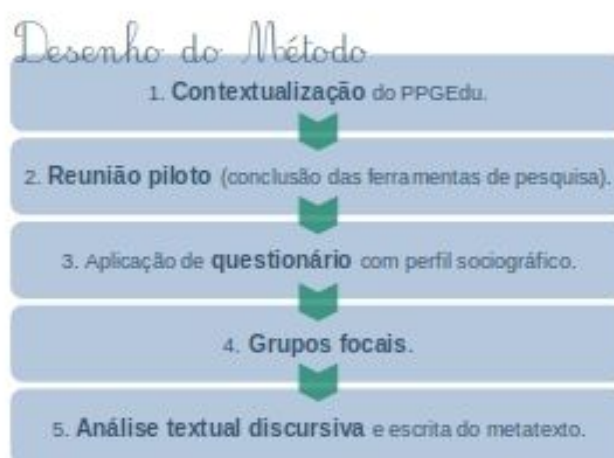 Desenho do Método
1. Contextualização do PPGEdu.
2. Reunião piloto (conclusão das ferramentas de pesquisa).
3. Aplicação de questionário com perfil sociográfico.
4. Grupos focais.
5. Análise textual discursiva e escrita do metatexto.